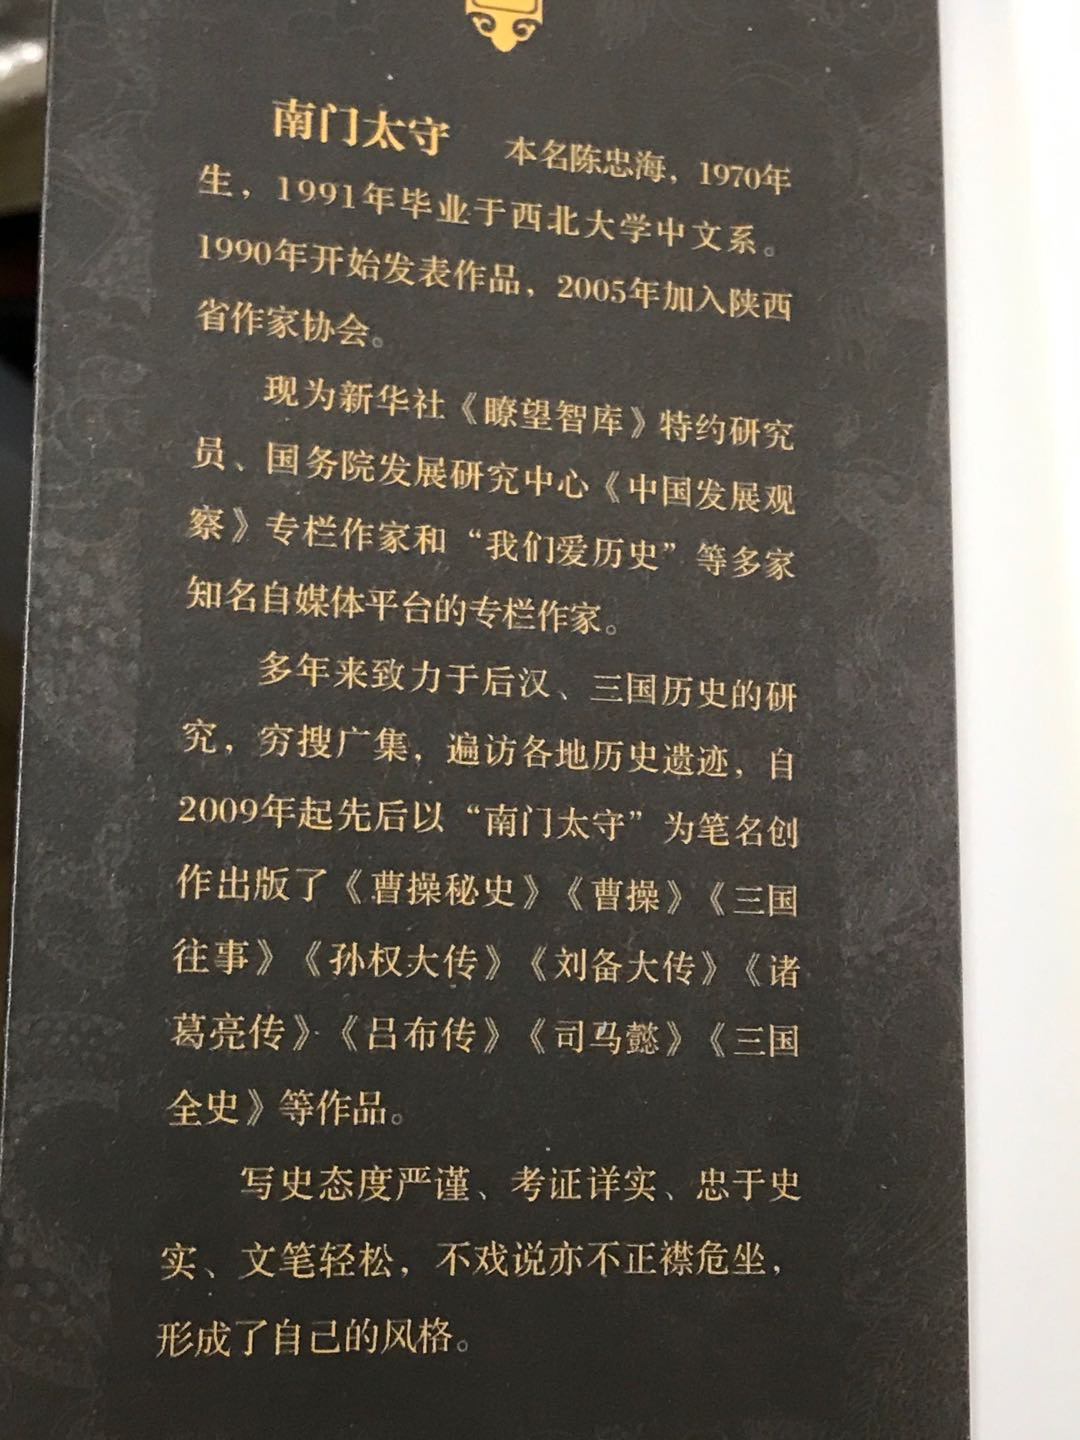 南门太守 本名陈忠海，1970年
生，1991年毕业于西北大学中文系。
1990年开始发表作品，2005年加入陕西
省作家协会。
现为新华社《瞭望智库》特约研究
员、国务院发展研究中心《中国发展观
察》专栏作家和“我们爱历史”等多家
知名自媒体平台的专栏作家。
多年来致力于后汉、三国历史的研
究，穷搜广集，遍访各地历史遗迹，自
2009年起先后以“南门太守”为笔名创
作出版了《曹操秘史》《曹操》《三国
往事》《孙权大传》《刘备大传》《诸
葛亮传》《吕布传》《司马懿》《三国
全史》等作品。
写史态度严谨、考证详实、忠于史
实、文笔轻松，不戏说亦不正襟危坐，
形成了自己的风格。